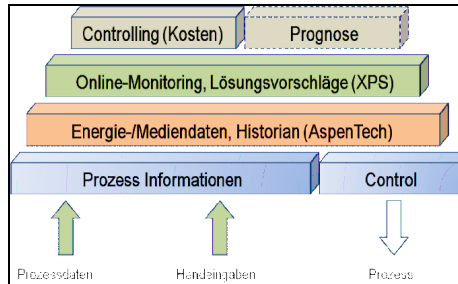 Controlling (Kosten) Prognose
Online-Monitoring, Lösungsvorschläge (XPS)
Energie-/Mediendaten, Historian (AspenTech)
Prozess Informationen Control
Prozessdaten Handeingaben Prozess